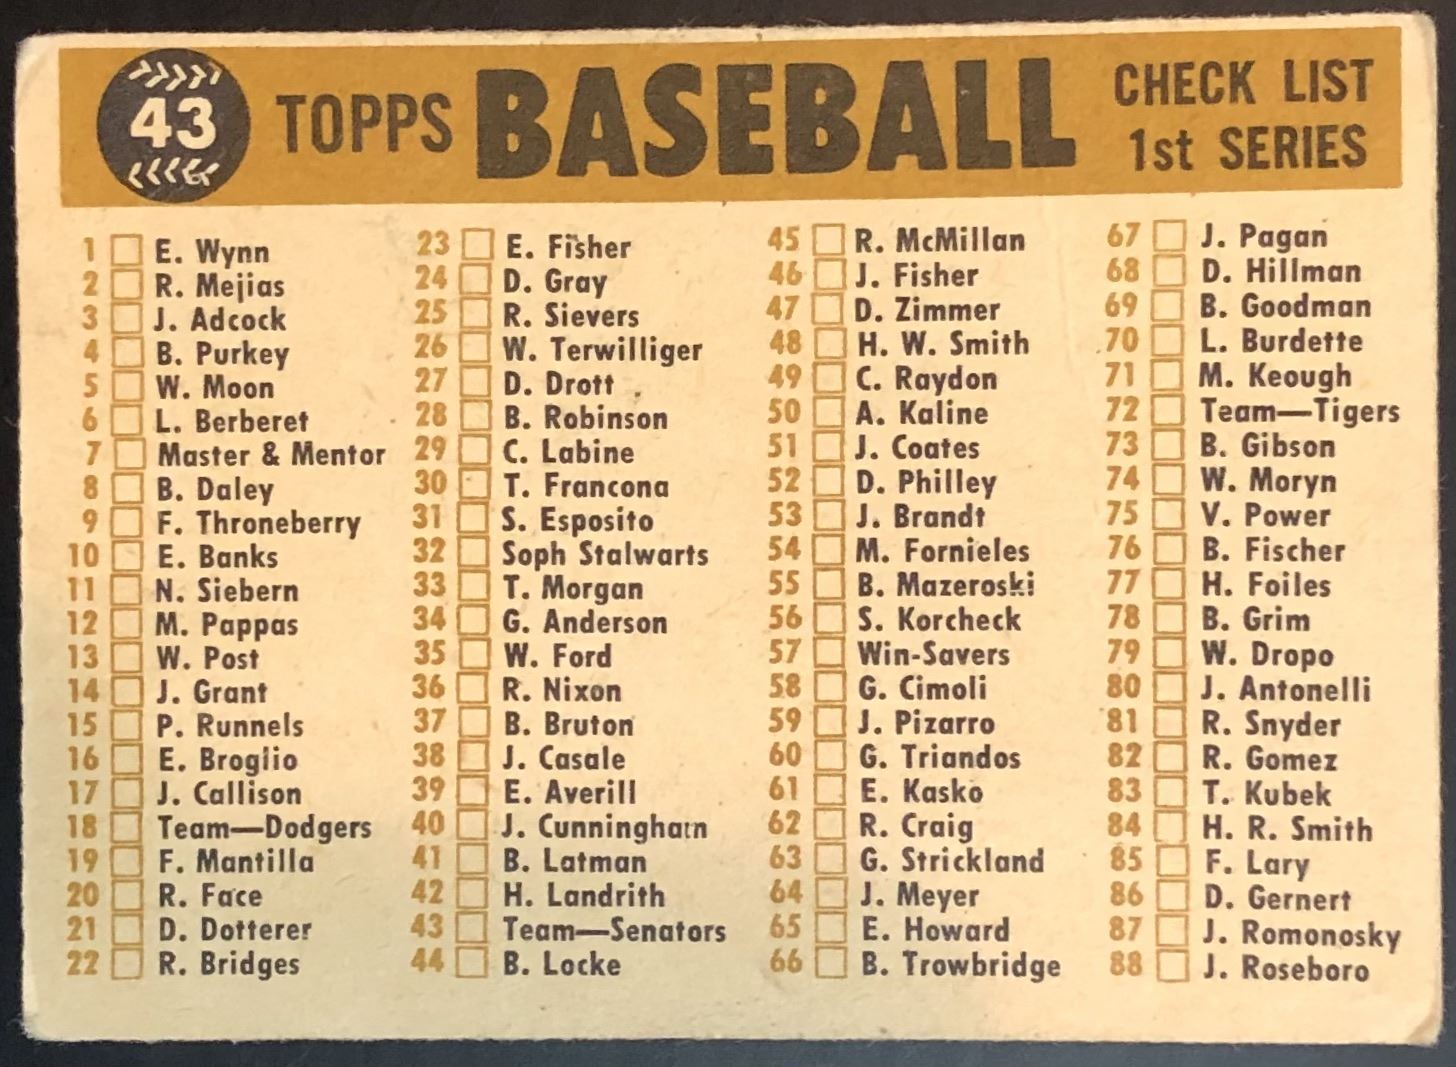 43 TOPPS BASEBALL CHECK LIST
1st SERIES
1 E. Wynn
2 R. Mejias
3 J. Adcock
4 B. Purkey
5 W. Moon
6 L. Berberet
7 Master & Mentor
8 B. Daley
9 F. Throneberry
10 E. Banks
11 N. Siebern
12 M. Pappas
13 W. Post
14 J. Grant
15 P. Runnels
16 E. Broglio
17 J. Callison
18 Team—Dodgers
19 F. Mantilla
20 R. Face
21 D. Dotterer
22 R. Bridges
23 E. Fisher
24 D. Gray
25 R. Sievers
26 W. Terwilliger
27 D. Drott
28 B. Robinson
29 C. Labine
30 T. Francona
31 S. Esposito
32 Soph Stalwarts
33 T. Morgan
34 G. Anderson
35 W. Ford
36 R. Nixon
37 B. Bruton
38 J. Casale
39 E. Averill
40 J. Cunningham
41 B. Latman
42 H. Landrith
43 Team—Senators
44 B. Locke
45 R. McMillan
46 J. Fisher
47 D. Zimmer
48 H. W. Smith
49 C. Raydon
50 A. Kaline
51 J. Coates
52 D. Philley
53 J. Brandt
54 M. Fornieles
55 B. Mazeroski
56 S. Korcheck
57 Win-Savers
58 G. Cimoli
59 J. Pizarro
60 G. Triandos
61 E. Kasko
62 R. Craig
63 G. Strickland
64 J. Meyer
65 E. Howard
66 B. Trowbridge
67 J. Pagan
68 D. Hillman
69 B. Goodman
70 L. Burdette
71 M. Keough
72 Team—Tigers
73 B. Gibson
74 W. Moryn
75 V. Power
76 B. Fischer
77 H. Foiles
78 B. Grim
79 W. Dropo
80 J. Antonelli
81 R. Snyder
82 R. Gomez
83 T. Kubek
84 H. R. Smith
85 F. Lary
86 D. Gernert
87 J. Romonosky
88 J. Roseboro